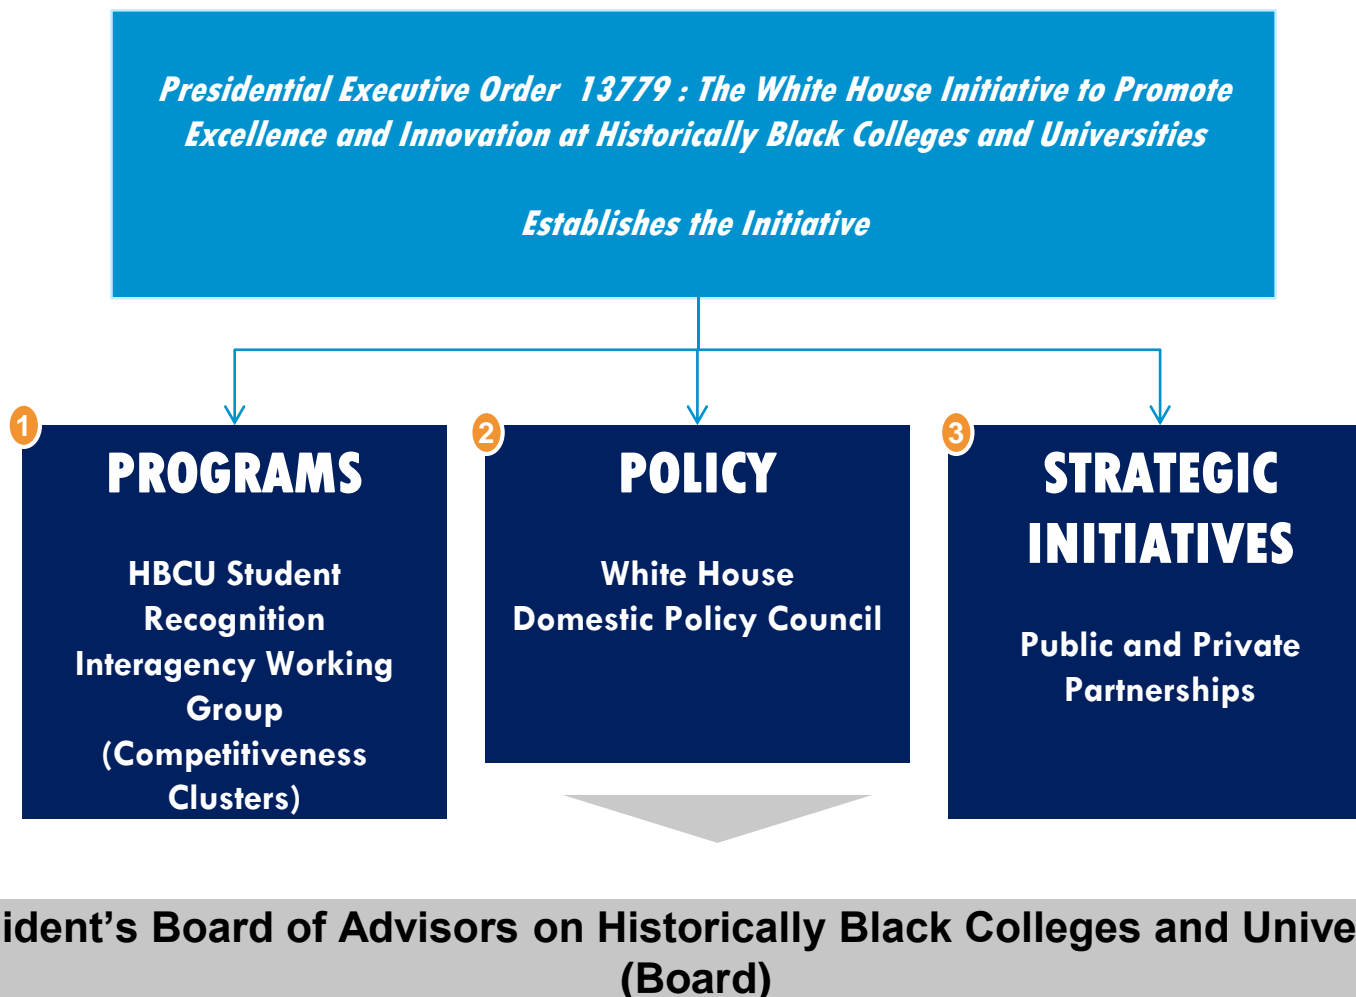 Presidential Executive Order 13779 : The White House Initiative to Promote
Excellence and Innovation at Historically Black Colleges and Universities
Establishes the Initiative
1
PROGRAMS
HBCU Student
Recognition
Interagency Working
Group
(Competitiveness
Clusters)
2
POLICY
White House
Domestic Policy Council
3
STRATEGIC
INITIATIVES
Public and Private
Partnerships
ident’s Board of Advisors on Historically Black Colleges and Unive
(Board)